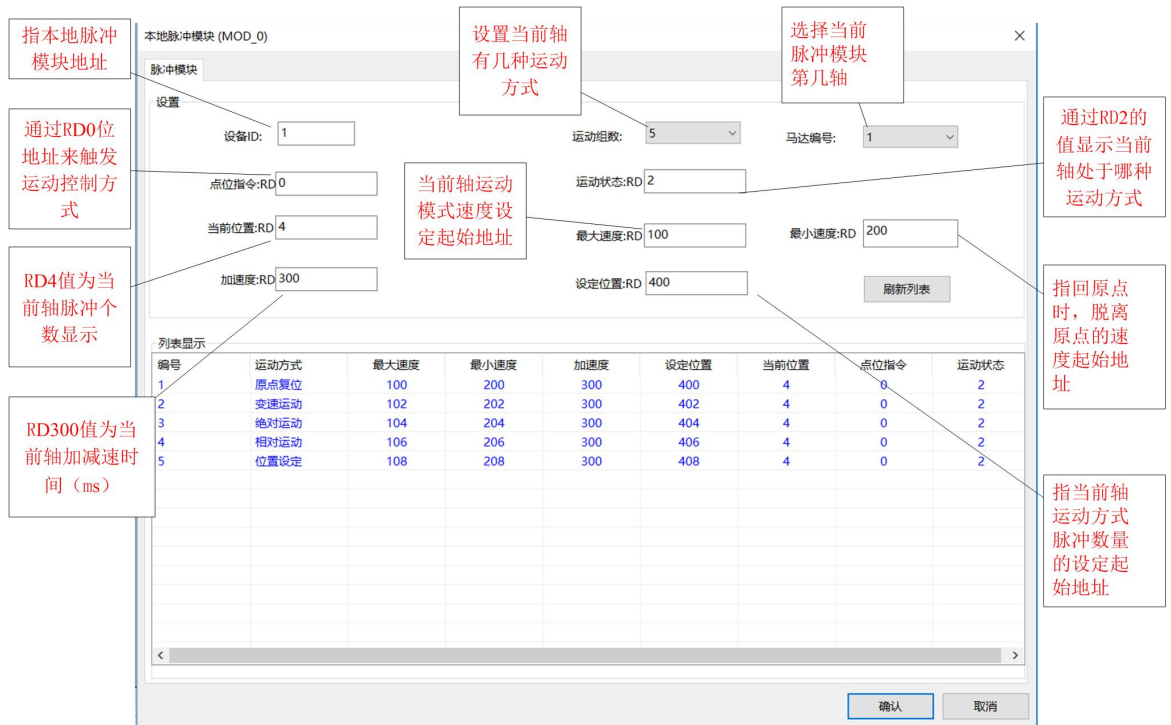 指本地脉冲
模块地址
设置当前轴
有几种运动
方式
选择当前
脉冲模块
第几轴
本地脉冲模块 (MOD_0)
脉冲模块
设置
设备ID: 1
运动组数: 5
马达编号: 1
通过RD0位
地址来触发
运动控制方
式
点位指令:RD 0
运动状态:RD 2
通过RD2的
值显示当前
轴处于哪种
运动方式
当前轴运动
模式速度设
定起始地址
当前位置:RD 4
最大速度:RD 100
最小速度:RD 200
RD4值为当
前轴脉冲个
数显示
加速度:RD 300
设定位置:RD 400
刷新列表
指回原点
时，脱离
原点的速
度起始地
址
列表显示
编号 运动方式 最大速度 最小速度 加速度 设定位置 当前位置 点位指令 运动状态
1 原点复位 100 200 300 400 4 0 2
2 变速运动 102 202 300 402 4 0 2
3 绝对运动 104 204 300 404 4 0 2
4 相对运动 106 206 300 406 4 0 2
5 位置设定 108 208 300 408 4 0 2
RD300值为当
前轴加减速时
间（ms）
指当前轴
运动方式
脉冲数量
的设定起
始地址
确认
取消